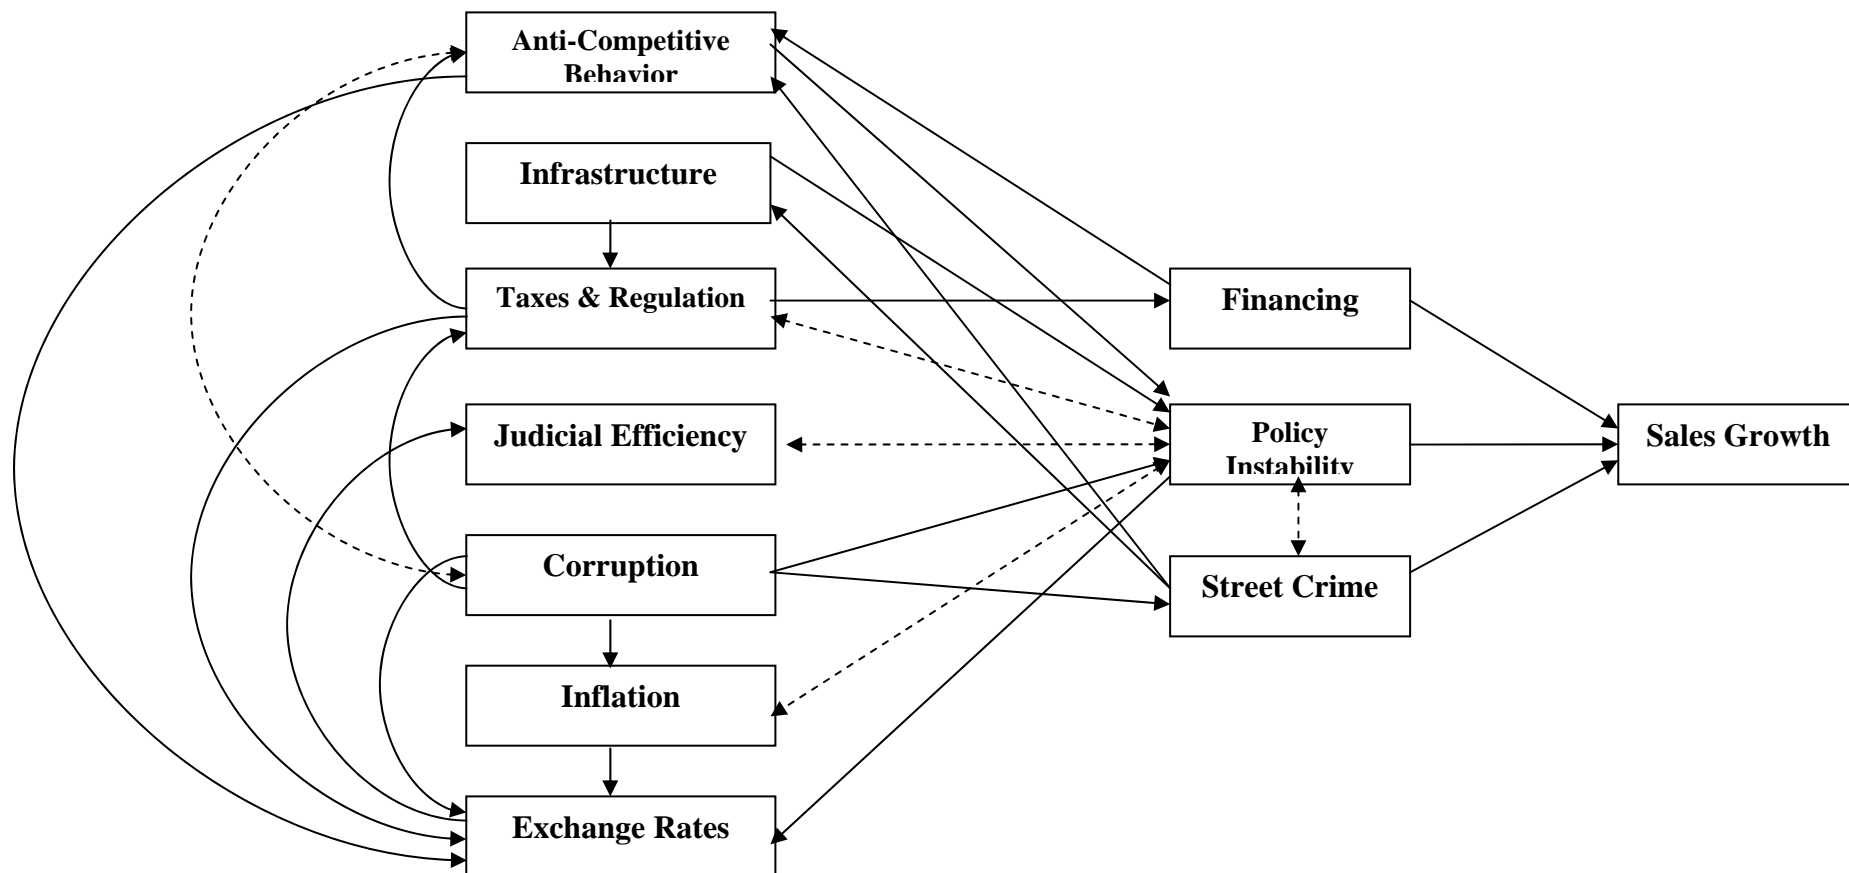 Anti-Competitive
Behavior
Infrastructure
Taxes & Regulation
Financing
Judicial Efficiency
Policy
Instability
Sales Growth
Corruption
Street Crime
Inflation
Exchange Rates